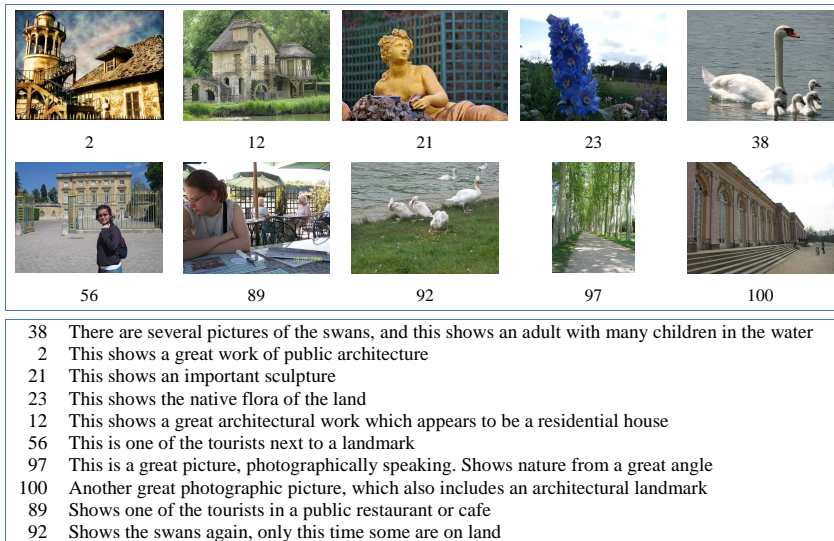 2 12 21 23 38
56 89 92 97 100
38 There are several pictures of the swans, and this shows an adult with many children in the water
2 This shows a great work of public architecture
21 This shows an important sculpture
23 This shows the native flora of the land
12 This shows a great architectural work which appears to be a residential house
56 This is one of the tourists next to a landmark
97 This is a great picture, photographically speaking. Shows nature from a great angle
100 Another great photographic picture, which also includes an architectural landmark
89 Shows one of the tourists in a public restaurant or cafe
92 Shows the swans again, only this time some are on land